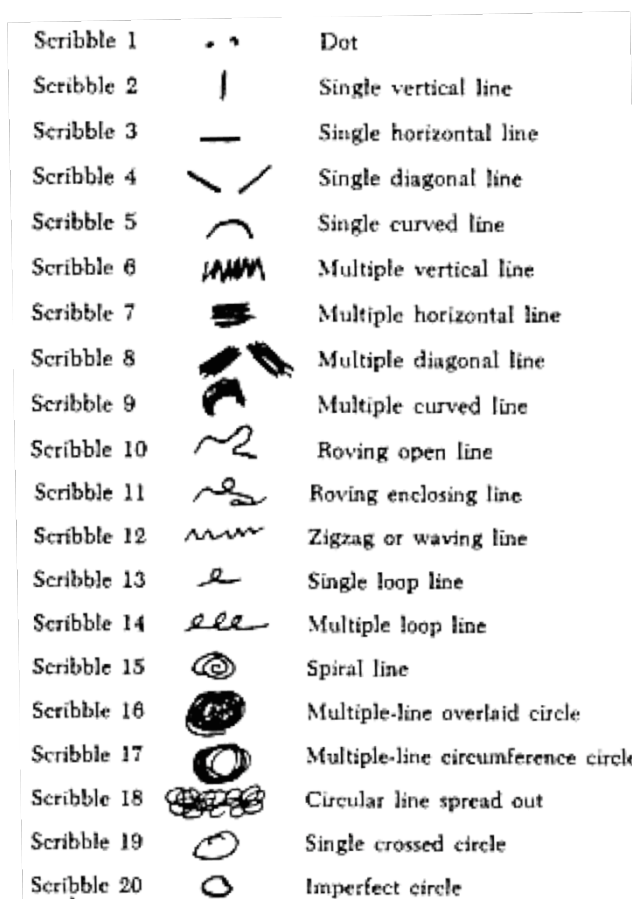 Scribble 1 Dot
Scribble 2 Single vertical line
Scribble 3 Single horizontal line
Scribble 4 Single diagonal line
Scribble 5 Single curved line
Scribble 6 Multiple vertical line
Scribble 7 Multiple horizontal line
Scribble 8 Multiple diagonal line
Scribble 9 Multiple curved line
Scribble 10 Roving open line
Scribble 11 Roving enclosing line
Scribble 12 Zigzag or waving line
Scribble 13 Single loop line
Scribble 14 Multiple loop line
Scribble 15 Spiral line
Scribble 16 Multiple-line overlaid circle
Scribble 17 Multiple-line circumference circle
Scribble 18 Circular line spread out
Scribble 19 Single crossed circle
Scribble 20 Imperfect circle